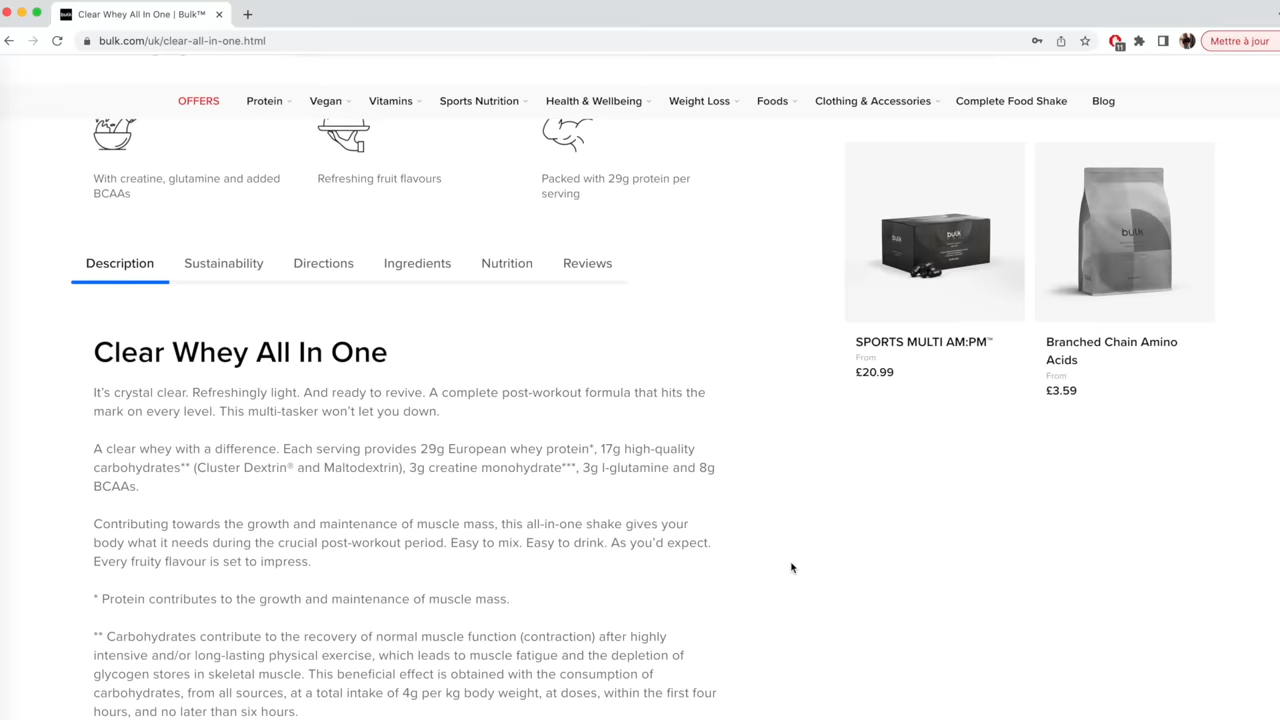 Clear Whey All In One | Bulk™
bulk.com/uk/clear-all-in-one.html
11
Mettre à jour
OFFERS Protein Vegan Vitamins Sports Nutrition Health & Wellbeing Weight Loss Foods Clothing & Accessories Complete Food Shake Blog
With creatine, glutamine and added
BCAAs
Refreshing fruit flavours
Packed with 29g protein per
serving
Description Sustainability Directions Ingredients Nutrition Reviews
Clear Whey All In One
It's crystal clear. Refreshingly light. And ready to revive. A complete post-workout formula that hits the
mark on every level. This multi-tasker won't let you down.
A clear whey with a difference. Each serving provides 29g European whey protein*, 17g high-quality
carbohydrates** (Cluster Dextrin® and Maltodextrin), 3g creatine monohydrate***, 3g l-glutamine and 8g
BCAAs.
Contributing towards the growth and maintenance of muscle mass, this all-in-one shake gives your
body what it needs during the crucial post-workout period. Easy to mix. Easy to drink. As you'd expect.
Every fruity flavour is set to impress.
* Protein contributes to the growth and maintenance of muscle mass.
** Carbohydrates contribute to the recovery of normal muscle function (contraction) after highly
intensive and/or long-lasting physical exercise, which leads to muscle fatigue and the depletion of
glycogen stores in skeletal muscle. This beneficial effect is obtained with the consumption of
carbohydrates, from all sources, at a total intake of 4g per kg body weight, at doses, within the first four
hours, and no later than six hours.
bulk
bulk
bulk
SPORTS MULTI AM:PM™
From
£20.99
Branched Chain Amino
Acids
From
£3.59